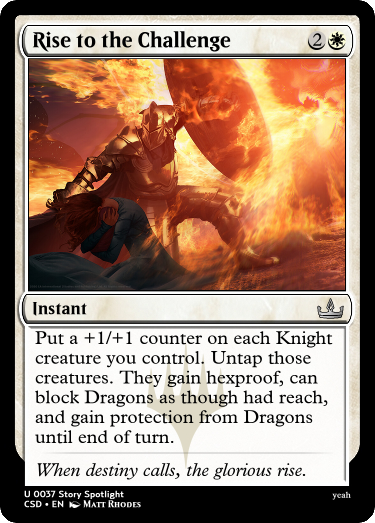 Rise to the Challenge 2
Instant
Put a +1/+1 counter on each Knight
creature you control. Untap those
creatures. They gain hexproof, can
block Dragons as though had reach,
and gain protection from Dragons
until end of turn.
When destiny calls, the glorious rise.
U 0037 Story Spotlight
CSD • EN Matt Rhodes
yeah